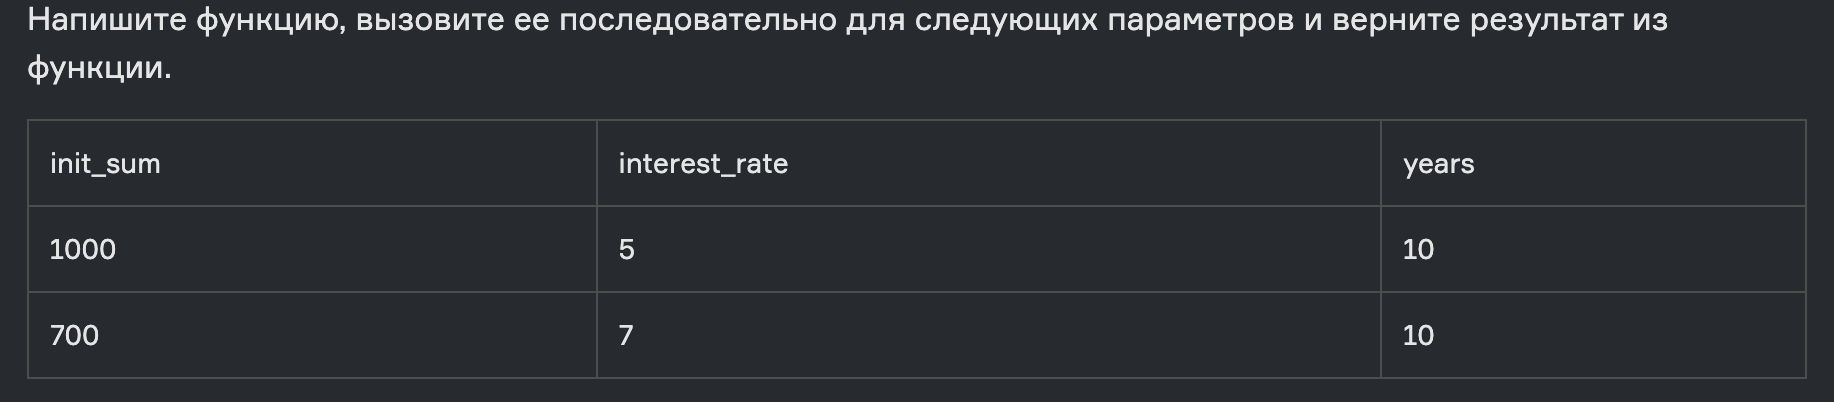 Напишите функцию, вызовите ее последовательно для следующих параметров и верните результат из
функции.
init_sum interest_rate years
1000 5 10
700 7 10